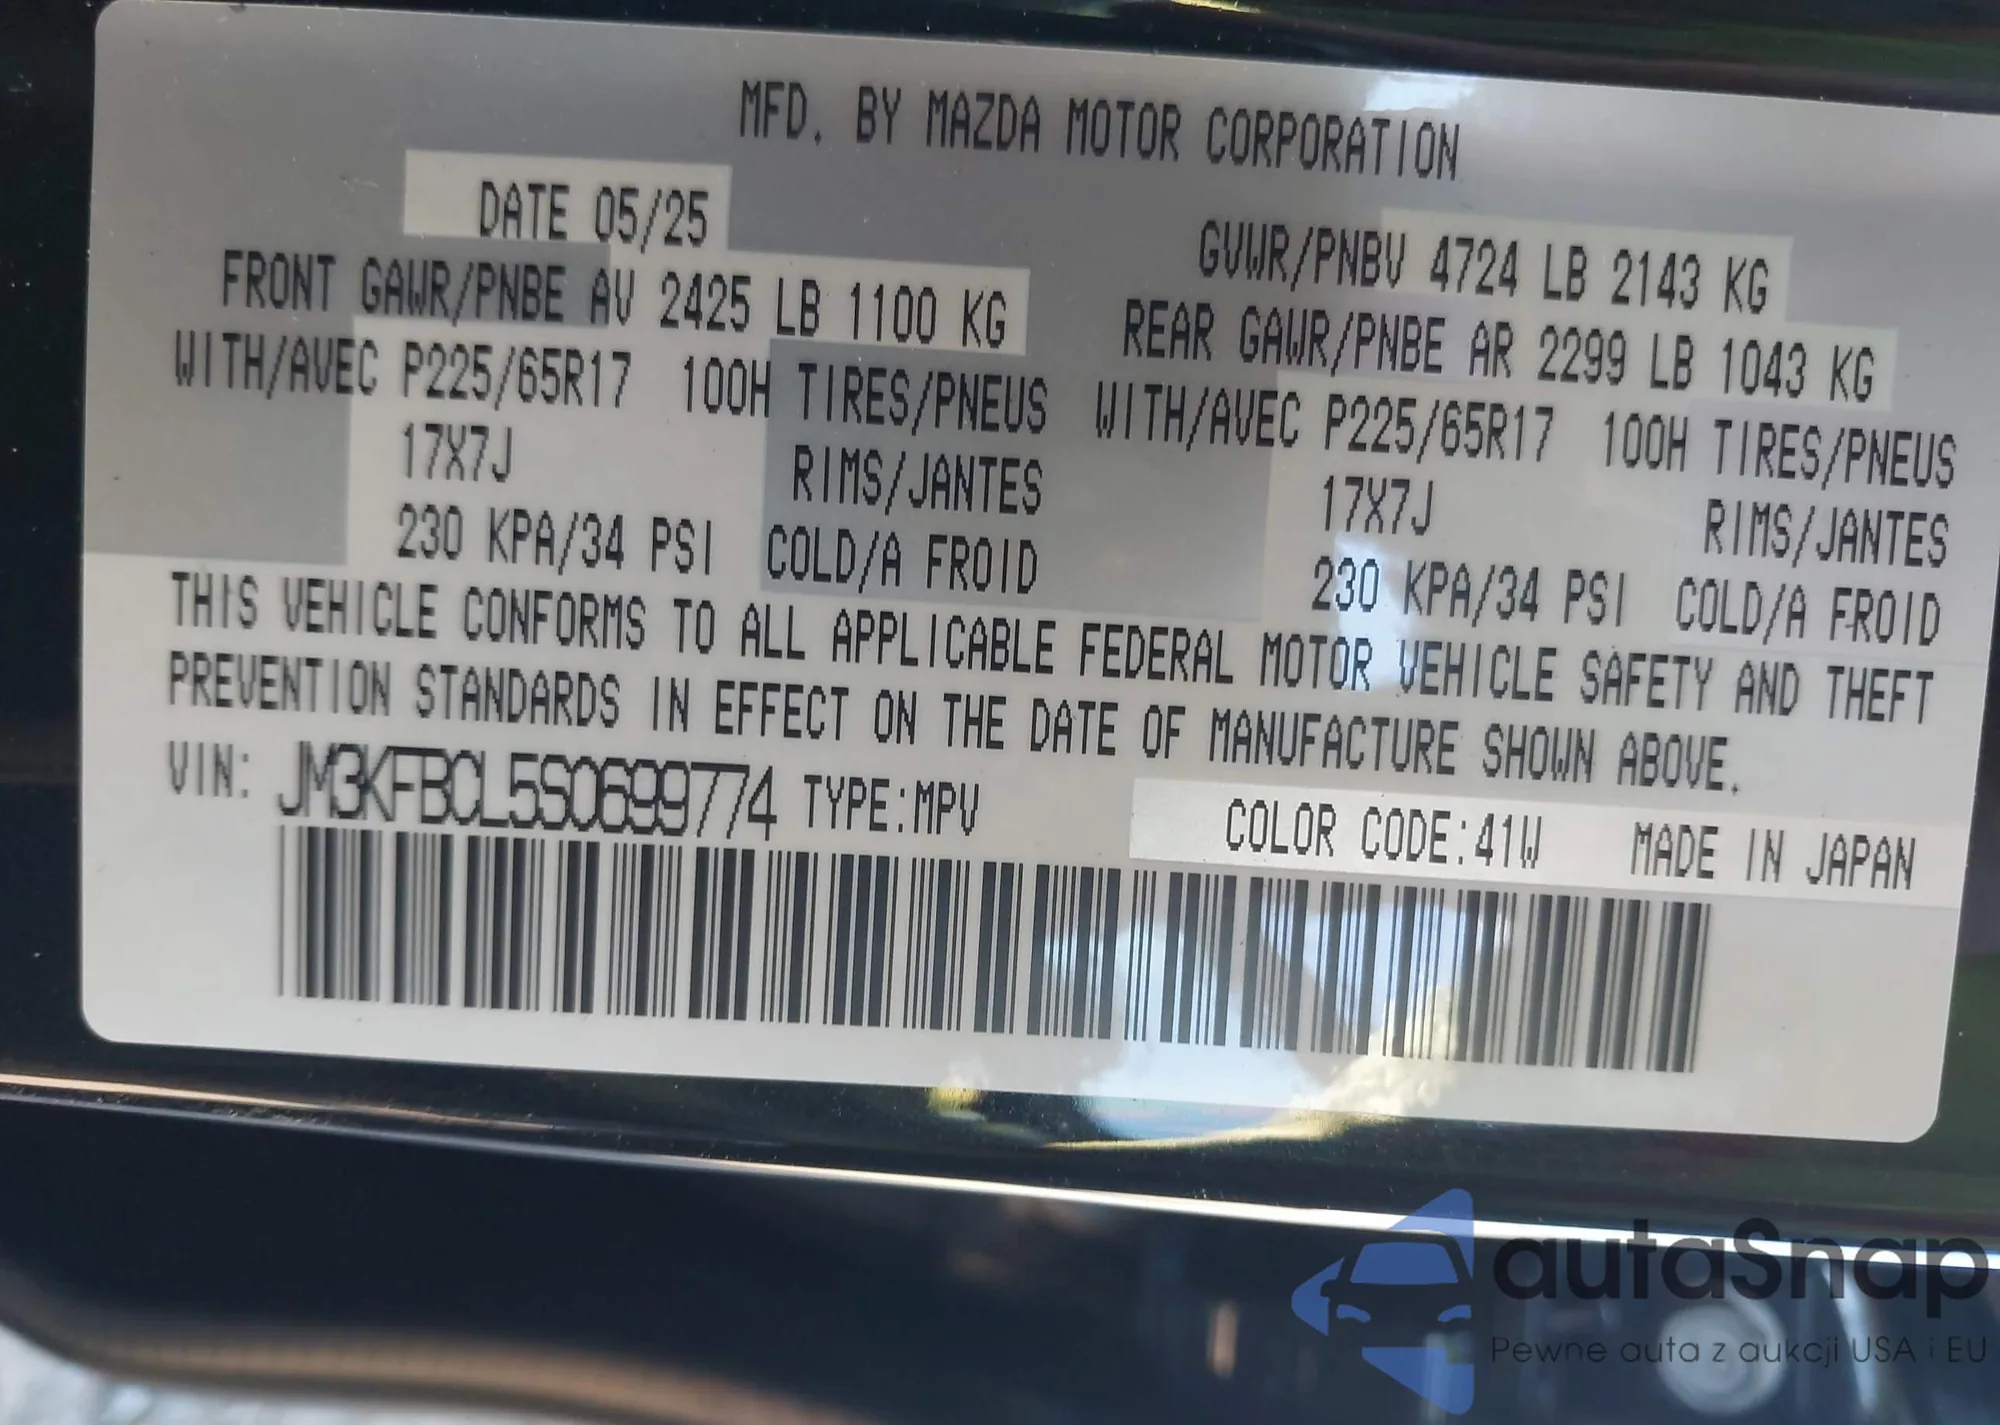 MFD. BY MAZDA MOTOR CORPORATION
DATE 05/25
GVWR/PNBV 4724 LB 2143 KG
FRONT GAWR/PNBE AV 2425 LB 1100 KG
REAR GAWR/PNBE AR 2299 LB 1043 KG
WITH/AVEC P225/65R17 100H TIRES/PNEUS
WITH/AVEC P225/65R17 100H TIRES/PNEUS
17X7J RIMS/JANTES
17X7J RIMS/JANTES
230 KPA/34 PSI COLD/A FROID
230 KPA/34 PSI COLD/A FROID
THIS VEHICLE CONFORMS TO ALL APPLICABLE FEDERAL MOTOR VEHICLE SAFETY AND THEFT
PREVENTION STANDARDS IN EFFECT ON THE DATE OF MANUFACTURE SHOWN ABOVE.
VIN: JM3KFBCL5S0699774 TYPE:MPV COLOR CODE:41W MADE IN JAPAN
autaSnap
Pewne auta z aukcji USA i EU